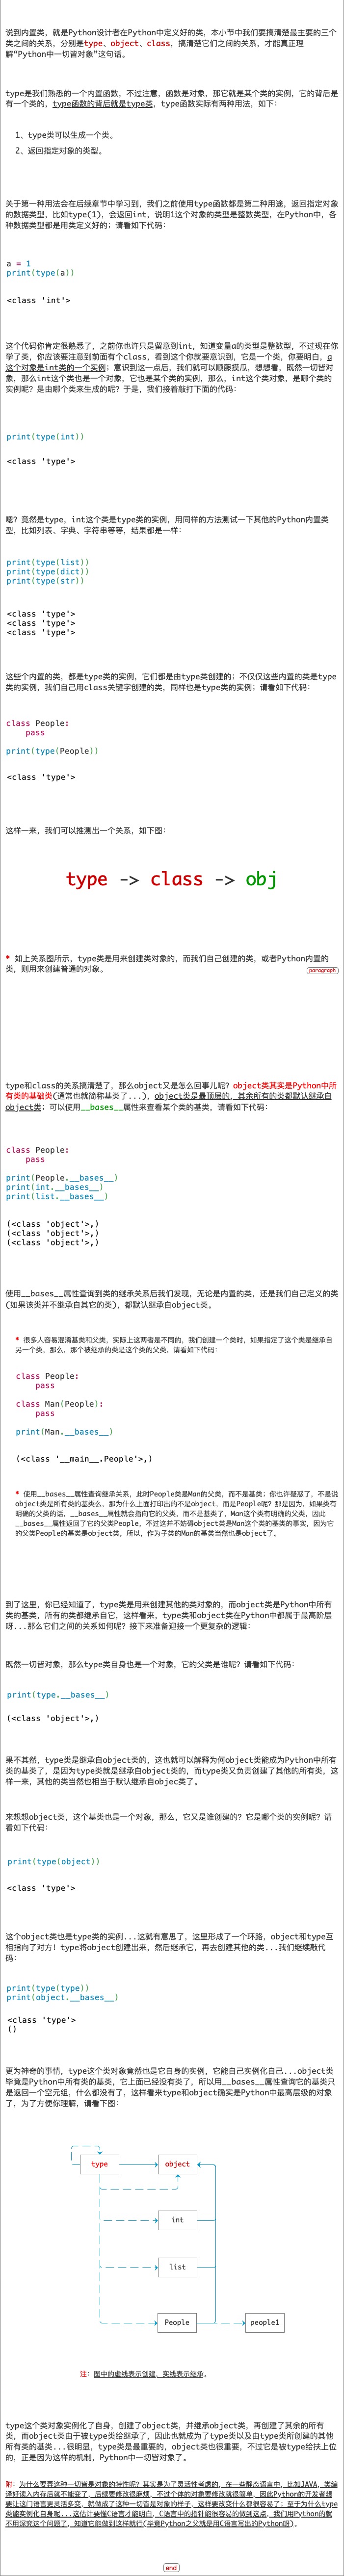 说到内置类，就是Python设计者在Python中定义好的类，本小节中我们要搞清楚最主要的三个
类之间的关系，分别是type、object、class，搞清楚它们之间的关系，才能真正理
解“Python中一切皆对象”这句话。
type是我们熟悉的一个内置函数，不过注意，函数是对象，那它就是某个类的实例，它的背后是
有一个类的，type函数的背后就是type类，type函数实际有两种用法，如下：
1、type类可以生成一个类。
2、返回指定对象的类型。
关于第一种用法会在后续章节中学习到，我们之前使用type函数都是第二种用途，返回指定对象
的数据类型，比如type(1)，会返回int，说明1这个对象的类型是整数类型，在Python中，各
种数据类型都是用类定义好的；请看如下代码：
a = 1
print(type(a))
<class 'int'>
这个代码你肯定很熟悉了，之前你也许只是留意到int，知道变量a的类型是整数型，不过现在你
学了类，你应该要注意到前面有个class，看到这个你就要意识到，它是一个类，你要明白，a
这个对象是int类的一个实例；意识到这一点后，我们就可以顺藤摸瓜，想想看，既然一切皆对
象，那么int这个类也是一个对象，它也是某个类的实例，那么，int这个类对象，是哪个类的
实例呢？是由哪个类来生成的呢？于是，我们接着敲打下面的代码：
print(type(int))
<class 'type'>
嗯？竟然是type，int这个类是type类的实例，用同样的方法测试一下其他的Python内置类
型，比如列表、字典、字符串等等，结果都是一样：
print(type(list))
print(type(dict))
print(type(str))
<class 'type'>
<class 'type'>
<class 'type'>
这些个内置的类，都是type类的实例，它们都是由type类创建的；不仅仅这些内置的类是type
类的实例，我们自己用class关键字创建的类，同样也是type类的实例；请看如下代码：
class People:
pass
print(type(People))
<class 'type'>
这样一来，我们可以推测出一个关系，如下图：
type -> class -> obj
* 如上关系图所示，type类是用来创建类对象的，而我们自己创建的类，或者Python内置的
类，则用来创建普通的对象。
paragraph
type和class的关系搞清楚了，那么object又是怎么回事儿呢？object类其实是Python中所
有类的基础类(通常也就简称基类了...)，object类是最顶层的，其余所有的类都默认继承自
object类；可以使用__bases__属性来查看某个类的基类，请看如下代码：
class People:
pass
print(People.__bases__)
print(int.__bases__)
print(list.__bases__)
(<class 'object'>,)
(<class 'object'>,)
(<class 'object'>,)
使用__bases__属性查询到类的继承关系后我们发现，无论是内置的类，还是我们自己定义的类
(如果该类并不继承自其它的类)，都默认继承自object类。
* 很多人容易混淆基类和父类，实际上这两者是不同的，我们创建一个类时，如果指定了这个类是继承自
另一个类，那么，那个被继承的类是这个类的父类，请看如下代码：
class People:
pass
class Man(People):
pass
print(Man.__bases__)
(<class '__main__.People'>,)
* 使用__bases__属性查询继承关系，此时People类是Man的父类，而不是基类；你也许疑惑了，不是说
object类是所有类的基类么，那为什么上面打印出的不是object，而是People呢？那是因为，如果类有
明确的父类的话，__bases__属性就会指向它的父类，而不是基类了，Man这个类有明确的父类，因此
__bases__属性返回了它的父类People，不过这并不妨碍object类是Man这个类的基类的事实，因为它
的父类People的基类是object，所以，作为子类的Man的基类当然也是object了。
到了这里，你已经知道了，type类是用来创建其他的类对象的，而object类是Python中所有
类的基类，所有的类都继承自它，这样看来，type类和object类在Python中都属于最高阶层
呀...那么它们之间的关系如何呢？接下来准备迎接一个更复杂的逻辑：
既然一切皆对象，那么type类自身也是一个对象，它的父类是谁呢？请看如下代码：
print(type.__bases__)
(<class 'object'>,)
果不其然，type类是继承自object类的，这也就可以解释为何object类能成为Python中所有
类的基类了，是因为type类就是继承自object类的，而type类又负责创建了其他的所有类，这
样一来，其他的类当然也相当于默认继承自objec类了。
来想想object类，这个基类也是一个对象，那么，它又是谁创建的？它是哪个类的实例呢？请
看如下代码：
print(type(object))
<class 'type'>
这个object类也是type类的实例...这就有意思了，这里形成了一个环路，object和type互
相指向了对方！type将object创建出来，然后继承它，再去创建其他的类...我们继续敲代
码：
print(type(type))
print(object.__bases__)
<class 'type'>
()
更为神奇的事情，type这个类对象竟然也是它自身的实例，它能自己实例化自己...object类
毕竟是Python中所有类的基类，它上面已经没有类了，所以用__bases__属性查询它的基类只
是返回一个空元组，什么都没有了，这样看来type和object确实是Python中最高层级的对象
了，为了方便你理解，请看下图：
type
object
int
list
People
people1
注：图中的虚线表示创建，实线表示继承。
type这个类对象实例化了自身，创建了object类，并继承object类，再创建了其余的所有
类，而object类由于被type类给继承了，因此也就成为了type类以及由type类所创建的其他
所有类的基类...很明显，type类是最重要的，object类也很重要，不过它是被type给扶上位
的，正是因为这样的机制，Python中一切皆对象了。
附：为什么要弄这种一切皆是对象的特性呢？其实是为了灵活性考虑的，在一些静态语言中，比如JAVA，类编
译好读入内存后就不能变了，后续要修改很麻烦，不过个体的对象要修改就很简单，因此Python的开发者想
要让这门语言更灵活多变，就做成了这种一切皆是对象的样子，这样要改变什么都很容易了；至于为什么type
类能实例化自身呢...这估计要懂C语言才能明白，C语言中的指针能很容易的做到这点，我们用Python的就
不用深究这个问题了，知道它能做到这样就行(毕竟Python之父就是用C语言写出的Python呀)。
end